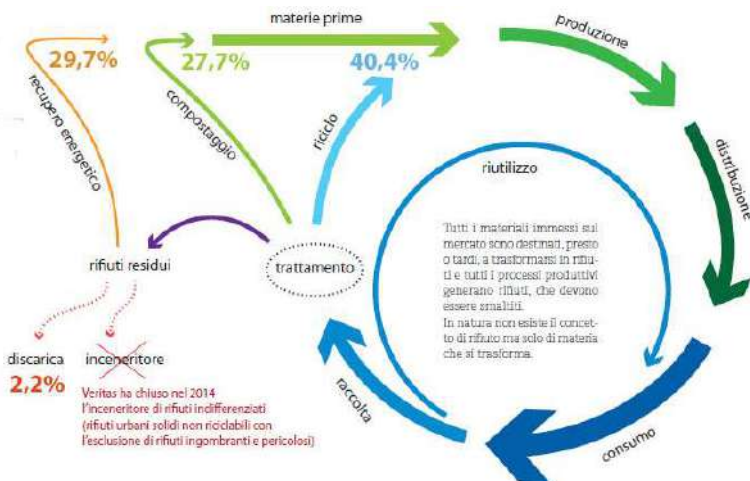 materie prime
produzione
29,7%
27,7%
40,4%
recupero energetico
compostaggio
riciclo
distribuzione
riutilizzo
Tutti i materiali immessi sul
mercato sono destinati, presto
o tardi, a trasformarsi in rifiu-
ti e tutti i processi produttivi
generano rifiuti, che devono
essere smaltiti.
In natura non esiste il concet-
to di rifiuto ma solo di materia
che si trasforma.
rifiuti residui
trattamento
discarica
2,2%
inceneritore
Veritas ha chiuso nel 2014
l'inceneritore di rifiuti indifferenziati
(rifiuti urbani solidi non riciclabili con
l'esclusione di rifiuti ingombranti e pericolosi)
raccolta
consumo